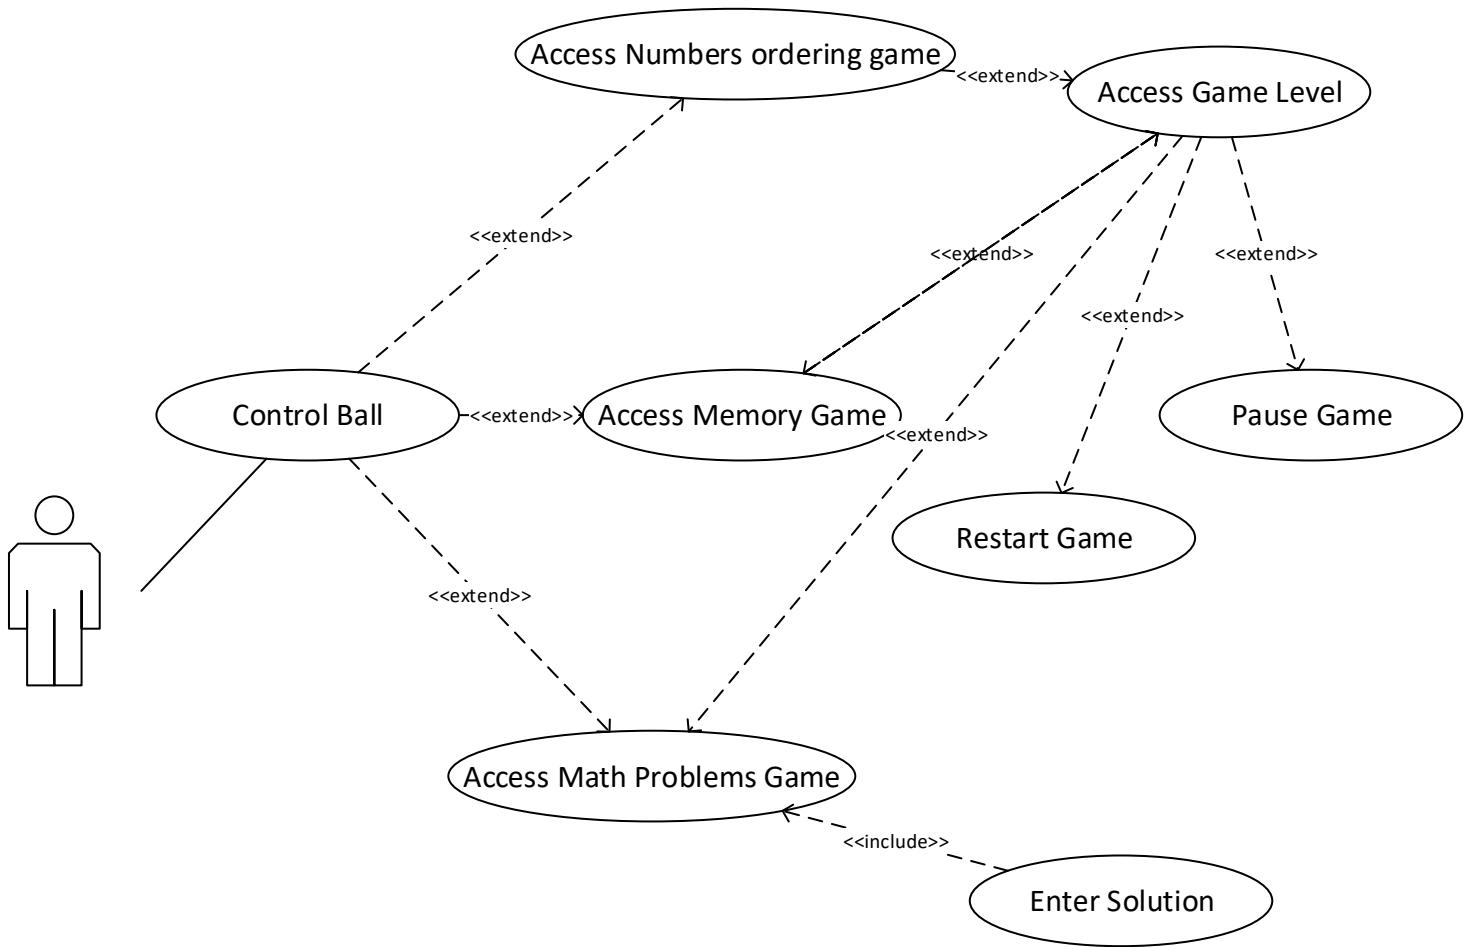 Access Numbers ordering game
<<extend>>
Access Game Level
<<extend>>
<<extend>>
<<extend>>
<<extend>>
Control Ball
<<extend>>
Access Memory Game
<<extend>>
Pause Game
Restart Game
<<extend>>
Access Math Problems Game
<<include>>
Enter Solution